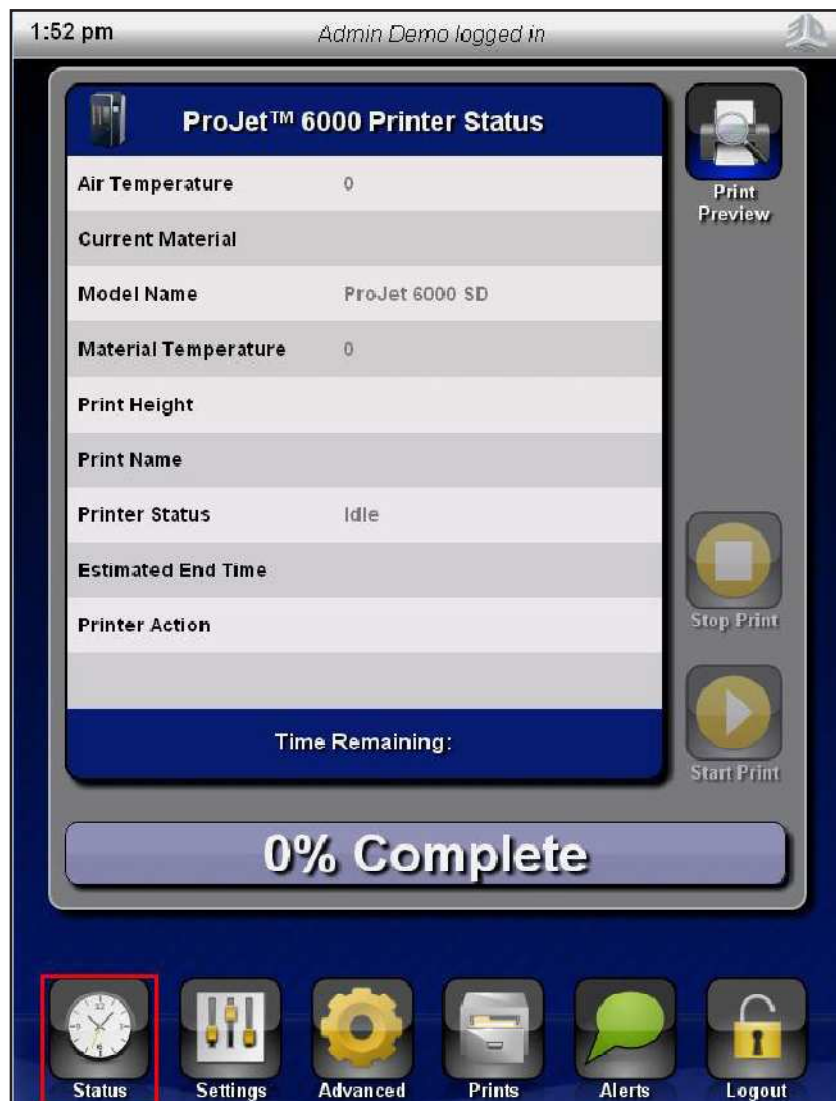 1:52 pm Admin Demo logged in
ProJet™ 6000 Printer Status
Air Temperature 0
Current Material
Model Name ProJet 6000 SD
Material Temperature 0
Print Height
Print Name
Printer Status Idle
Estimated End Time
Printer Action
Time Remaining:
Print
Preview
Stop Print
Start Print
0% Complete
Status Settings Advanced Prints Alerts Logout